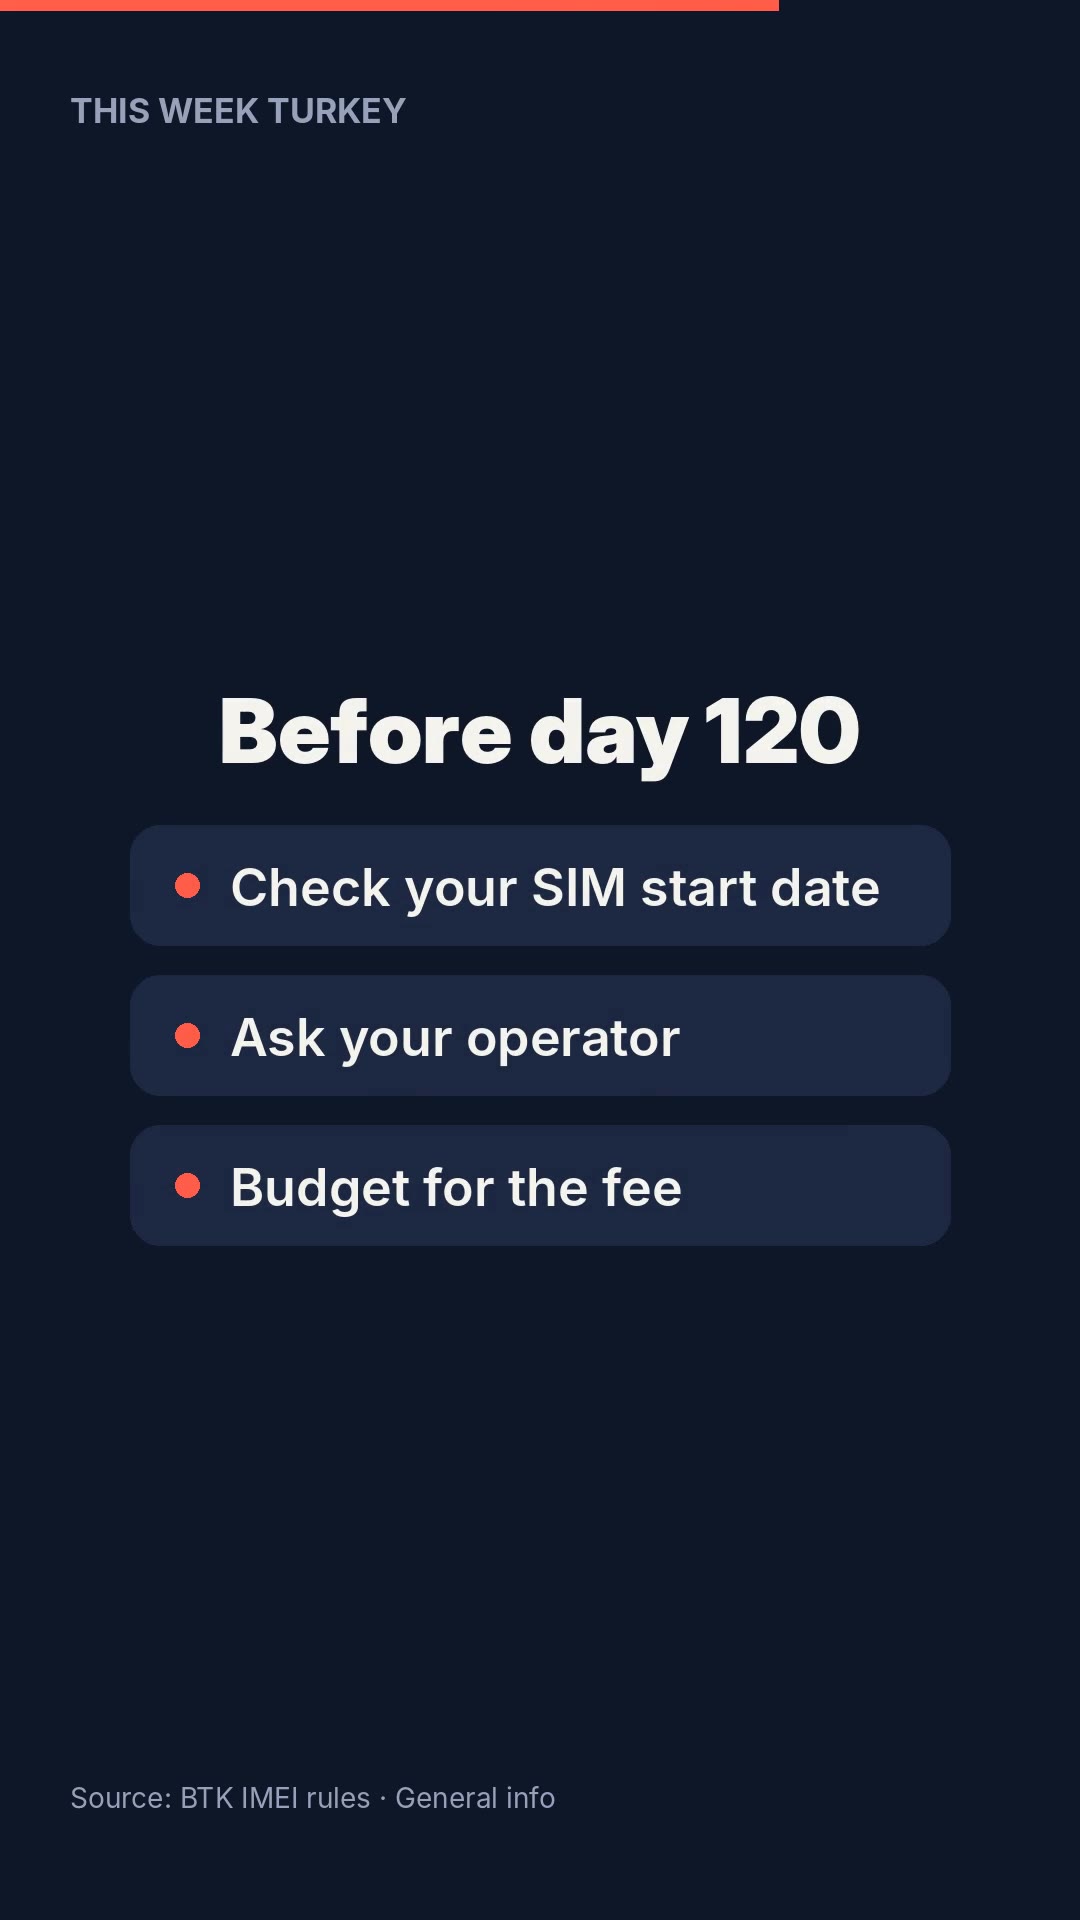 THIS WEEK TURKEY
Before day 120
Check your SIM start date
Ask your operator
Budget for the fee
Source: BTK IMEI rules · General info